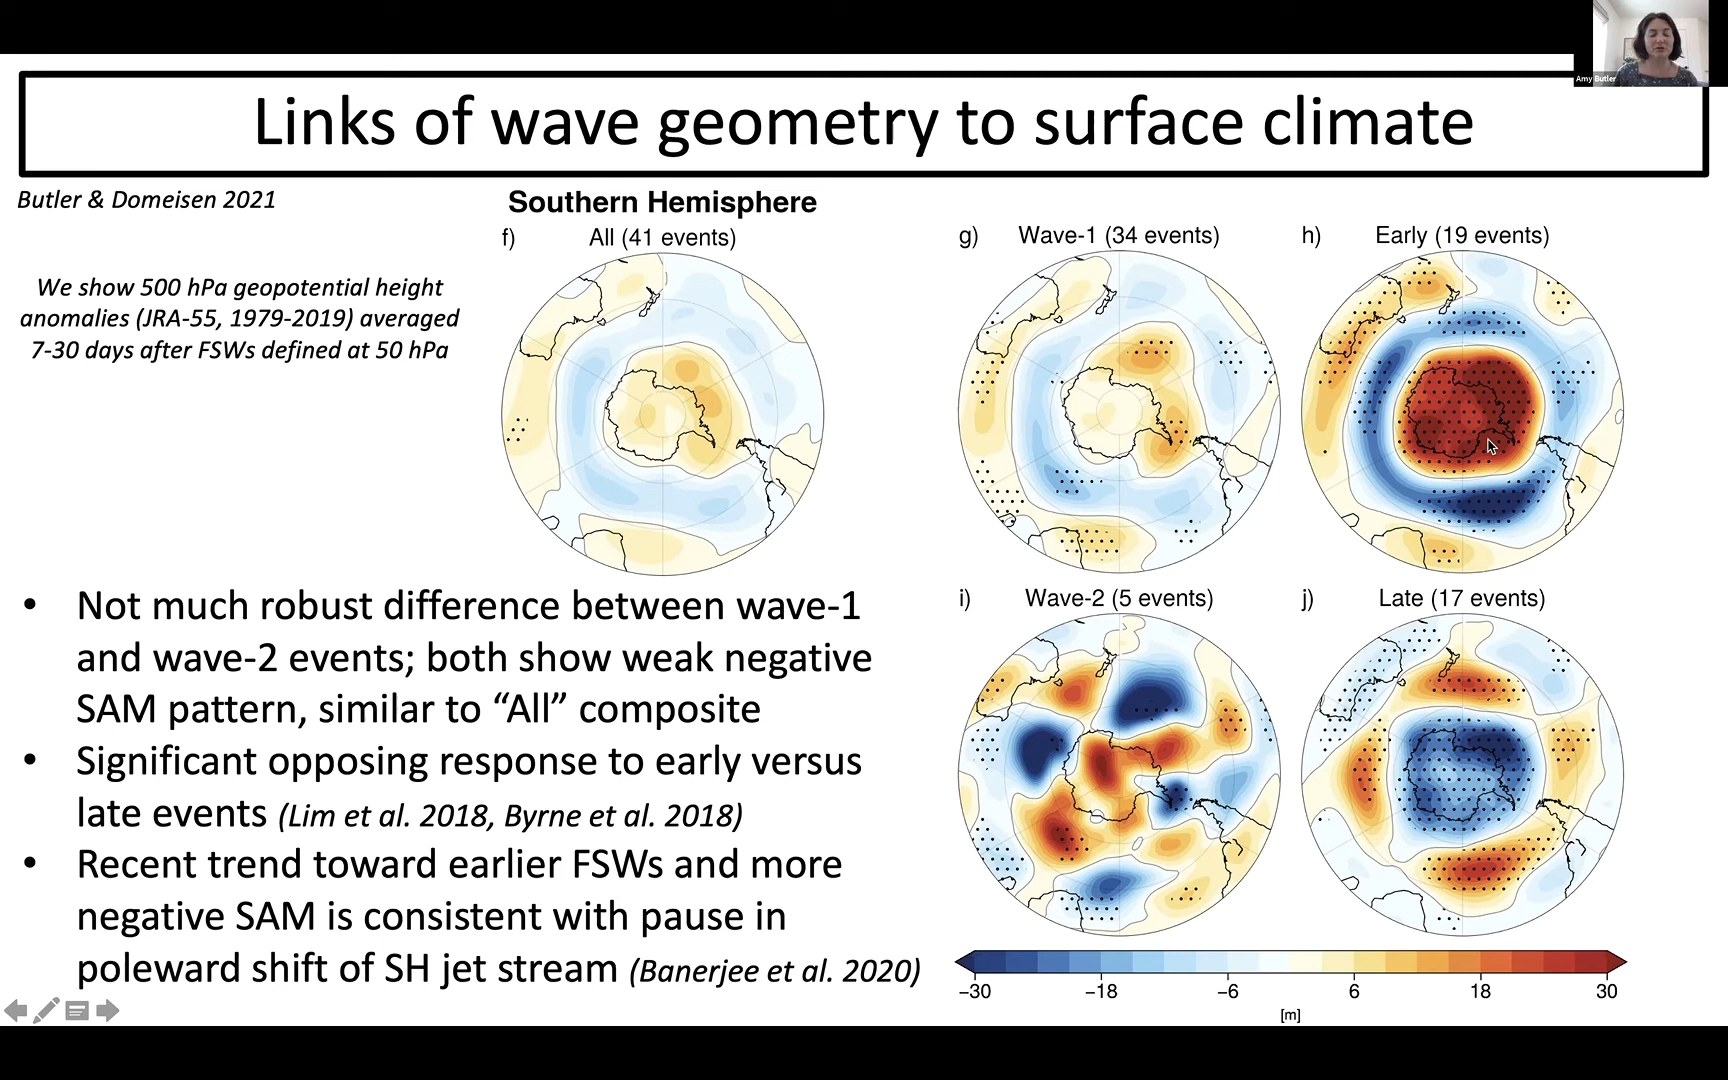 Amy Butler
Links of wave geometry to surface climate
Butler & Domeisen 2021
We show 500 hPa geopotential height
anomalies (JRA-55, 1979-2019) averaged
7-30 days after FSWs defined at 50 hPa
Southern Hemisphere
f) All (41 events)
g) Wave-1 (34 events)
h) Early (19 events)
i) Wave-2 (5 events)
j) Late (17 events)
• Not much robust difference between wave-1
and wave-2 events; both show weak negative
SAM pattern, similar to “All” composite
• Significant opposing response to early versus
late events (Lim et al. 2018, Byrne et al. 2018)
• Recent trend toward earlier FSWs and more
negative SAM is consistent with pause in
poleward shift of SH jet stream (Banerjee et al. 2020)
−30 −18 −6 6 18 30
[m]